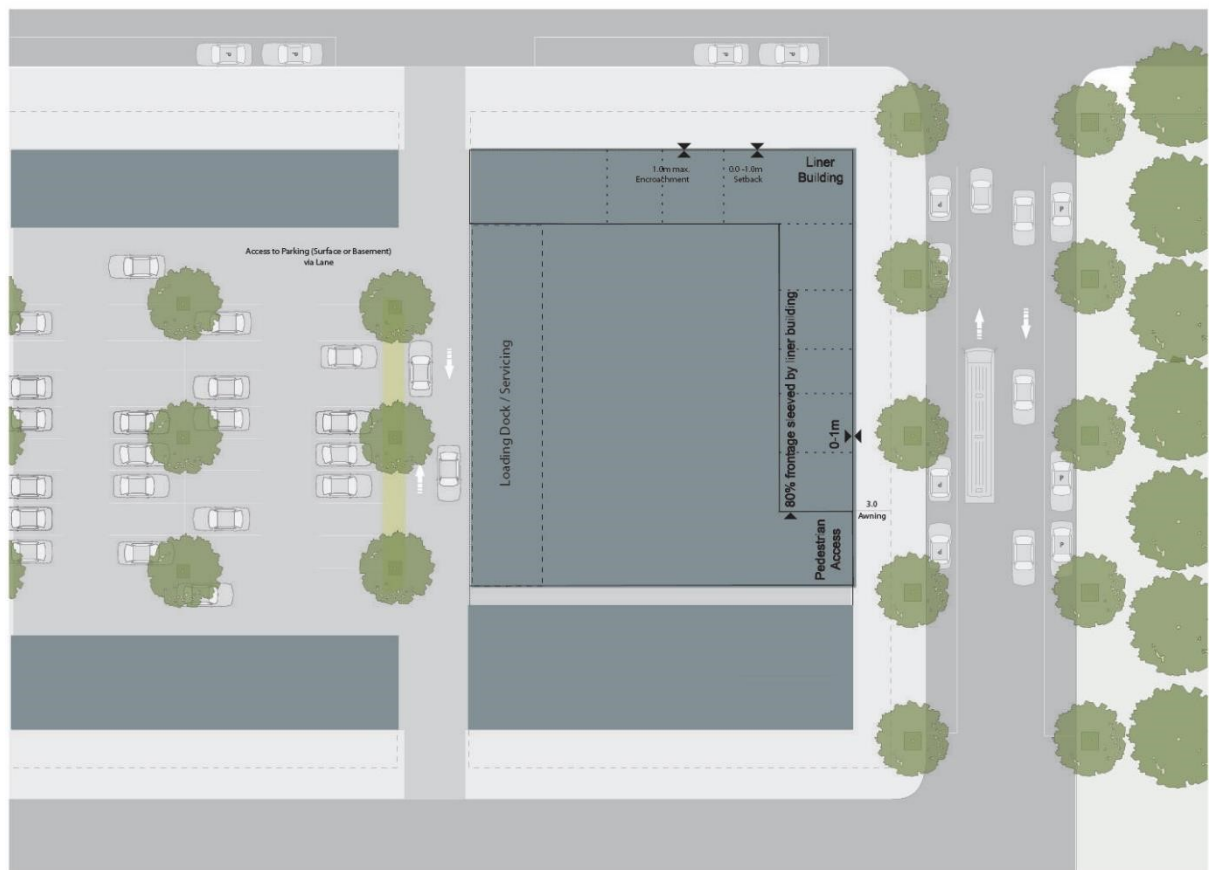 P
P
P
P
1.0m max.
Encroachment
0.0 -1.0m
Setback
Liner
Building
P
P
P
Access to Parking (Surface or Basement)
via Lane
Loading Dock / Servicing
80% frontage seeved by liner building
0-1m
P
P
3.0
Awning
Pedestrian
Access
P
P